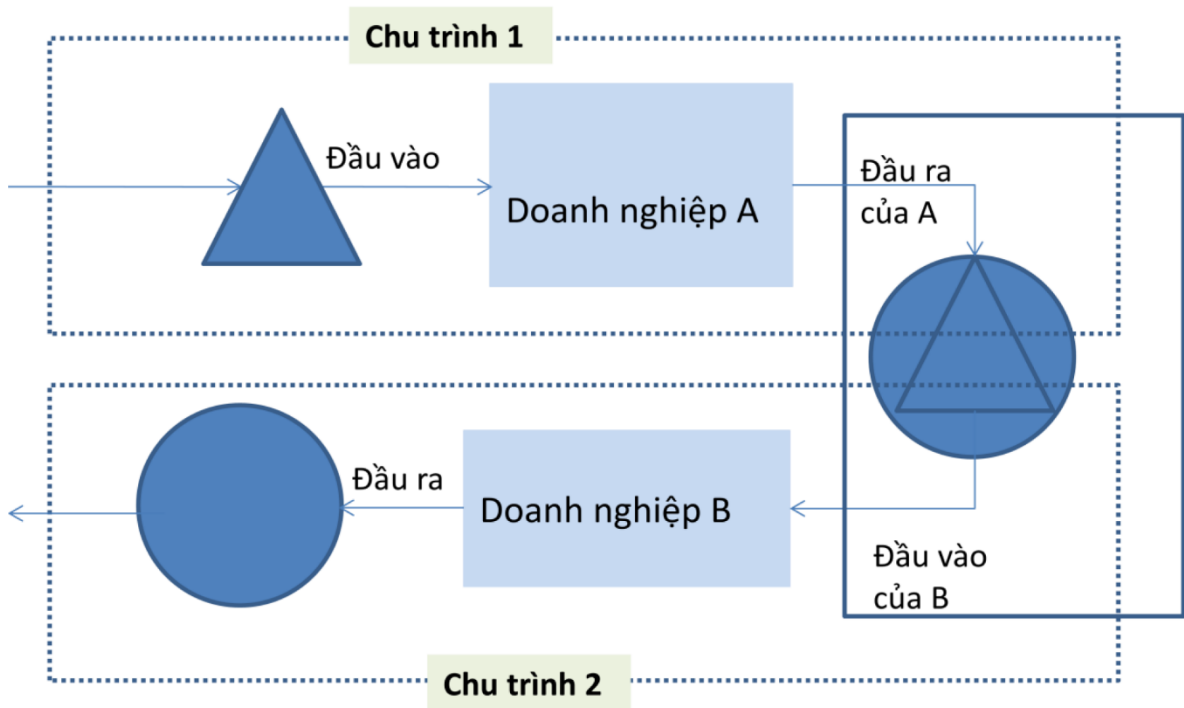 Chu trình 1
Đầu vào
Doanh nghiệp A
Đầu ra
của A
Đầu ra
Doanh nghiệp B
Đầu vào
của B
Chu trình 2